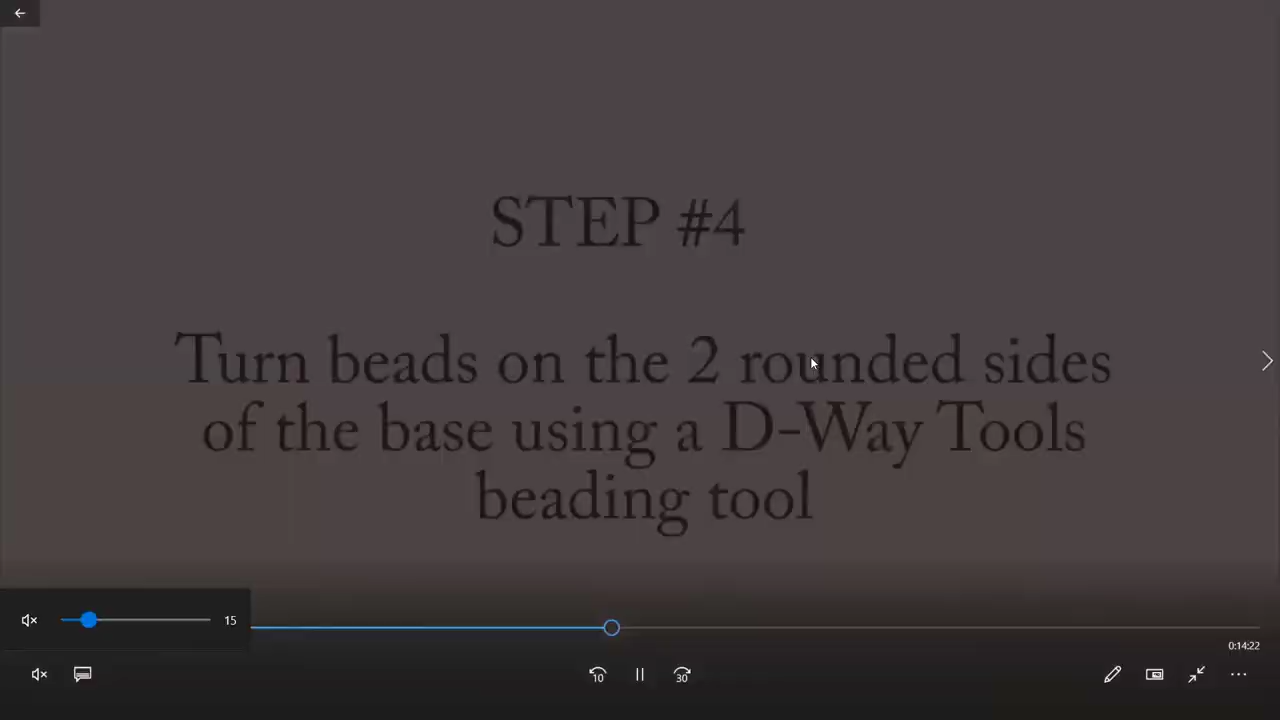 STEP #4
Turn beads on the 2 rounded sides
of the base using a D-Way Tools
beading tool
15
0:14:22
10
30